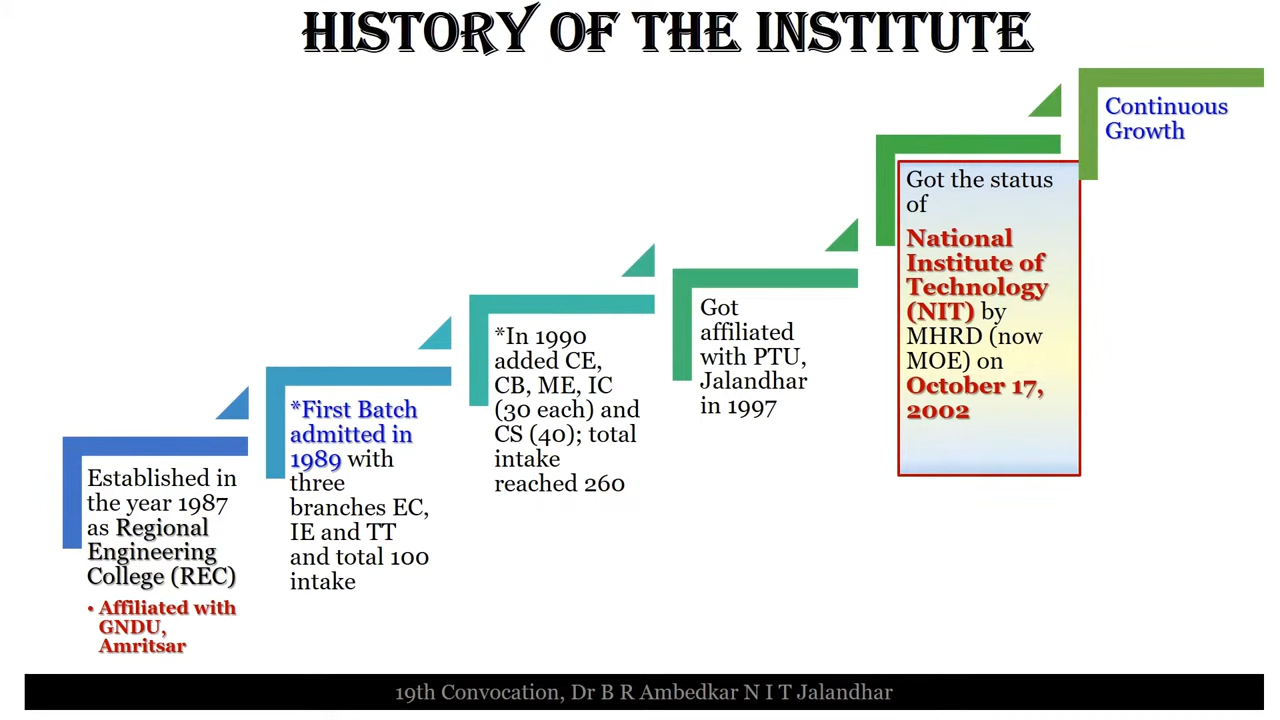 HISTORY OF THE INSTITUTE
Established in
the year 1987
as Regional
Engineering
College (REC)
• Affiliated with
GNDU,
Amritsar
*First Batch
admitted in
1989 with
three
branches EC,
IE and TT
and total 100
intake
*In 1990
added CE,
CB, ME, IC
(30 each) and
CS (40); total
intake
reached 260
Got
affiliated
with PTU,
Jalandhar
in 1997
Got the status
of
National
Institute of
Technology
(NIT) by
MHRD (now
MOE) on
October 17,
2002
Continuous
Growth
19th Convocation, Dr B R Ambedkar N I T Jalandhar